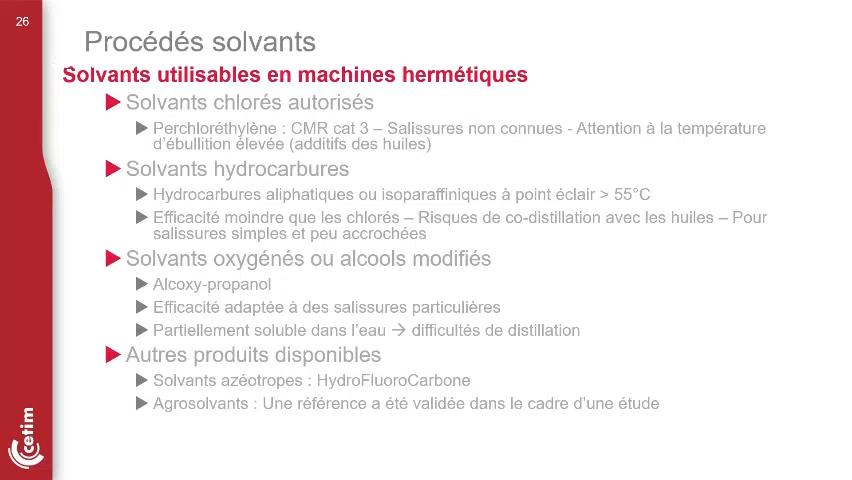 26
Procédés solvants
Solvants utilisables en machines hermétiques
Solvants chlorés autorisés
Perchloréthylène : CMR cat 3 – Salissures non connues - Attention à la température
d’ébullition élevée (additifs des huiles)
Solvants hydrocarbures
Hydrocarbures aliphatiques ou isoparaffiniques à point éclair > 55°C
Efficacité moindre que les chlorés – Risques de co-distillation avec les huiles – Pour
salissures simples et peu accrochées
Solvants oxygénés ou alcools modifiés
Alcoxy-propanol
Efficacité adaptée à des salissures particulières
Partiellement soluble dans l’eau → difficultés de distillation
Autres produits disponibles
Solvants azéotropes : HydroFluoroCarbone
Agrosolvants : Une référence a été validée dans le cadre d’une étude
cetim